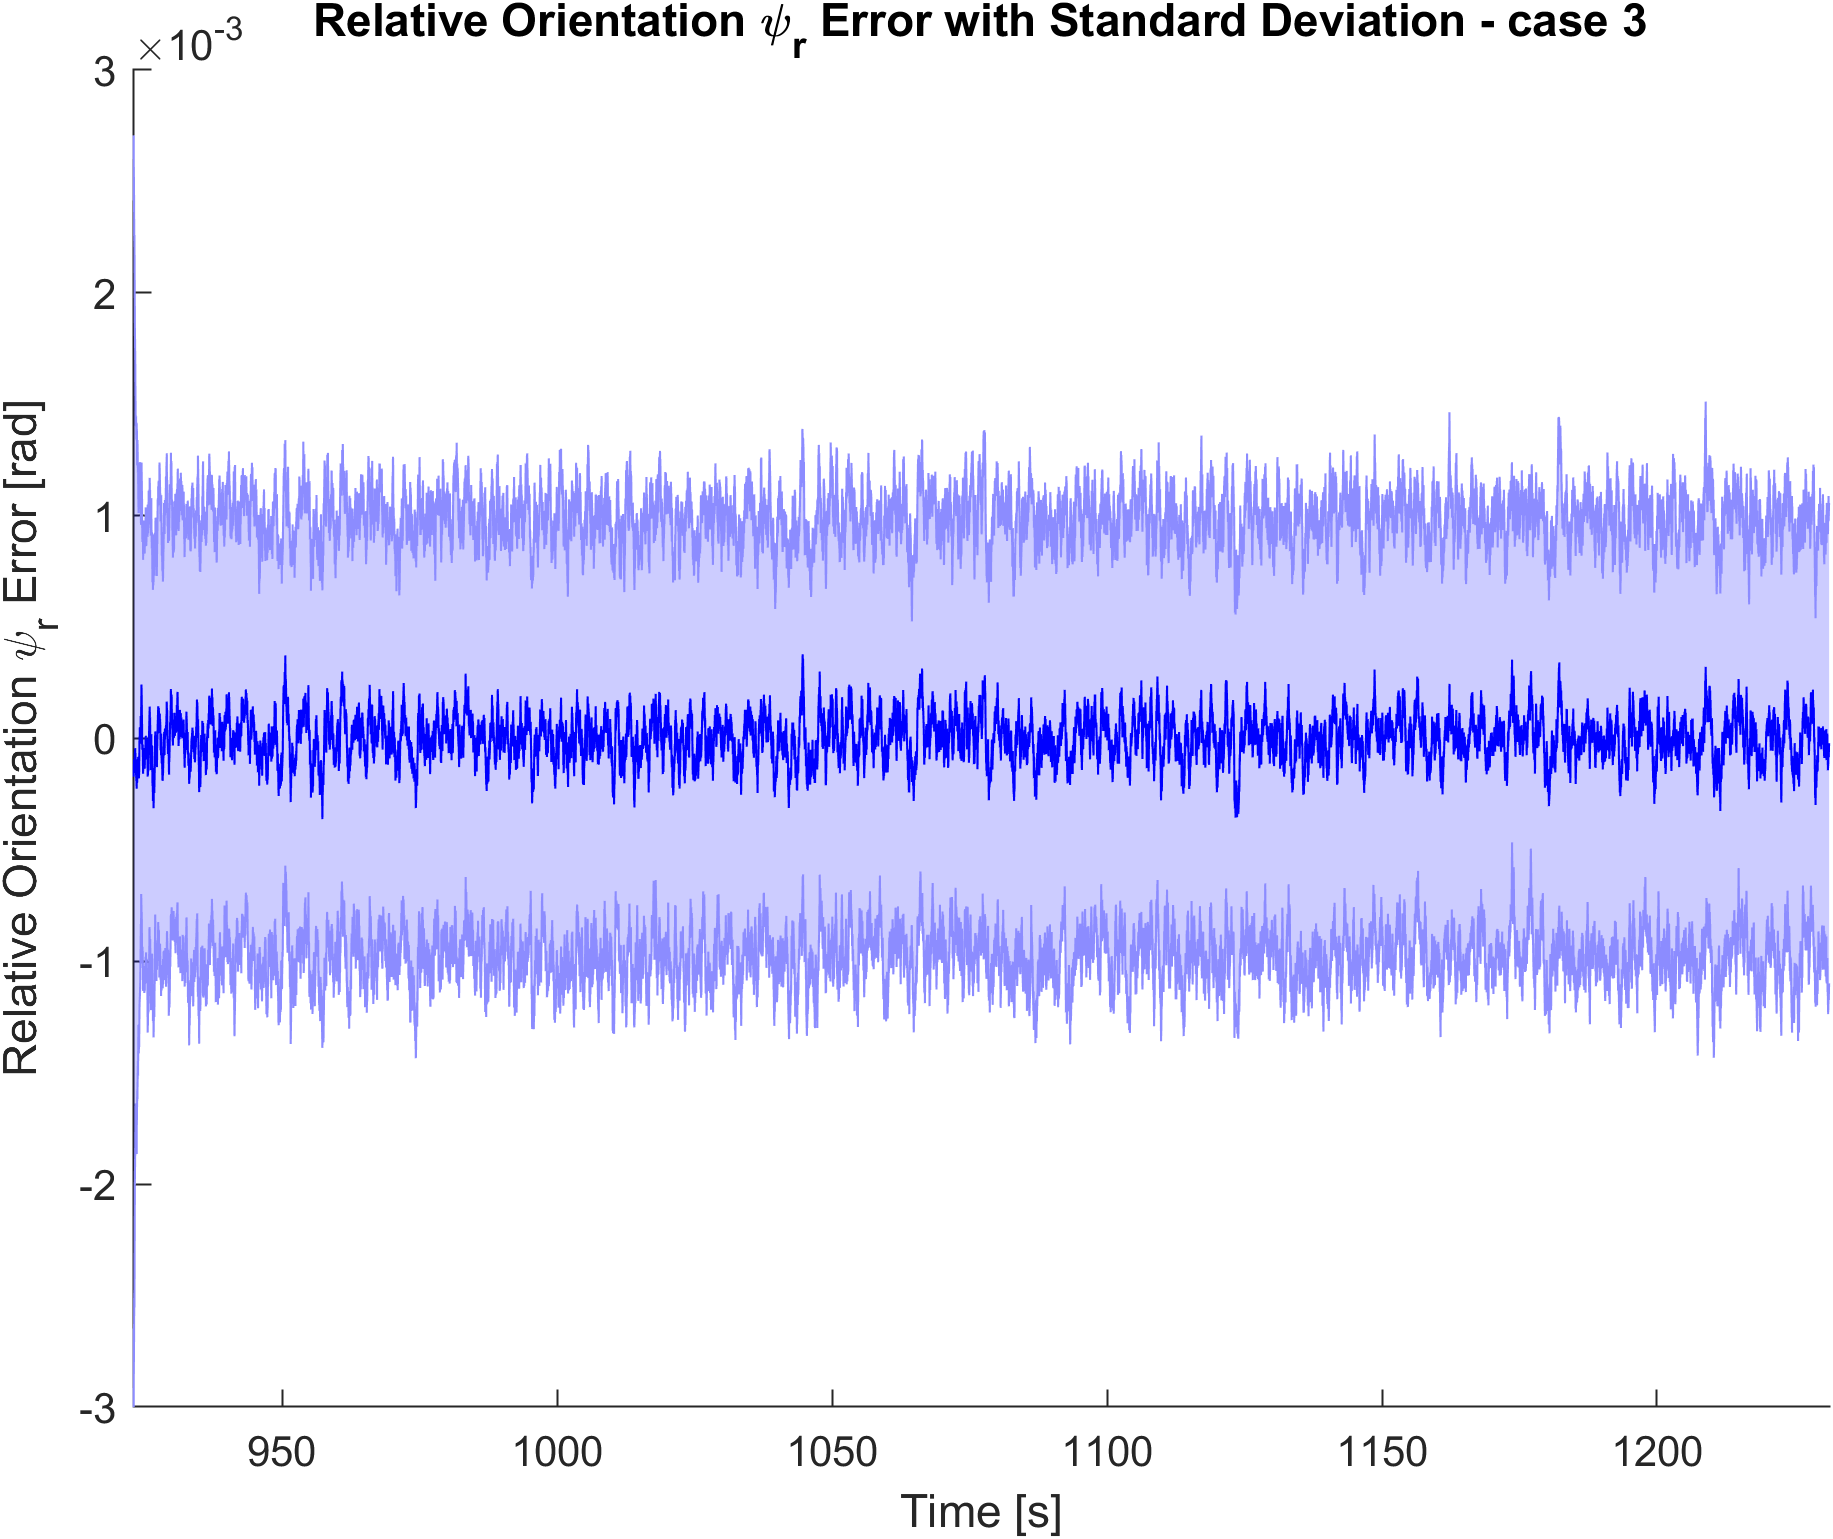 Relative Orientation ψr Error with Standard Deviation - case 3
×10-3
3
2
1
0
-1
-2
-3
Relative Orientation ψr Error [rad]
950 1000 1050 1100 1150 1200
Time [s]